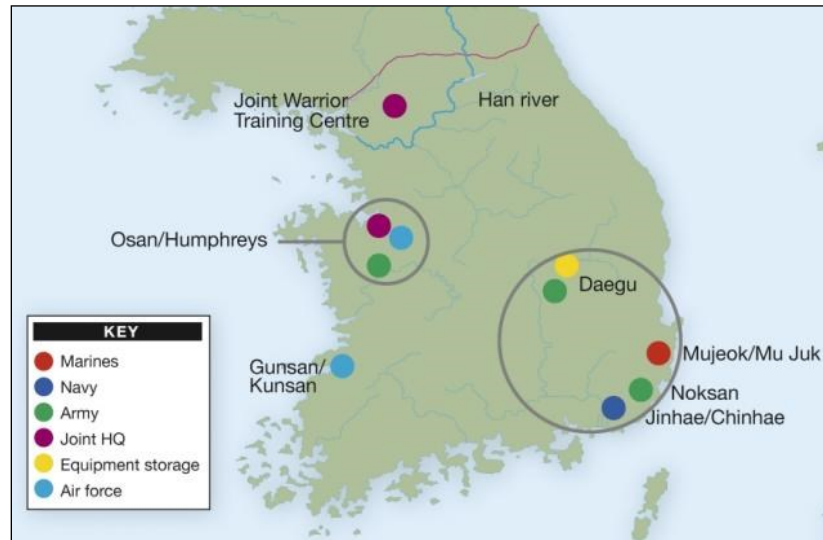 Joint Warrior
Training Centre
Han river
Osan/Humphreys
Daegu
Gunsan/
Kunsan
Mujeok/Mu Juk
Noksan
Jinhae/Chinhae
KEY
Marines
Navy
Army
Joint HQ
Equipment storage
Air force